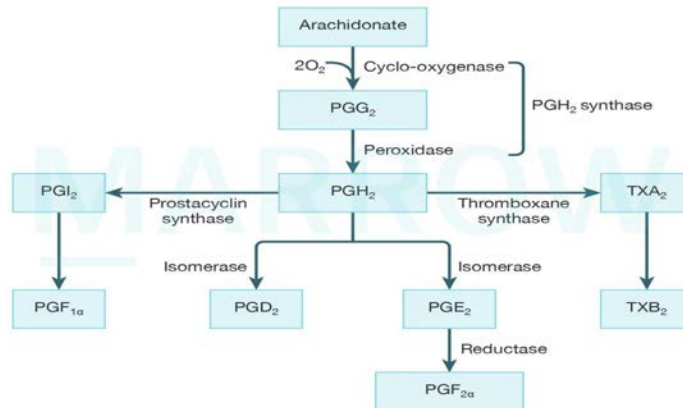 Arachidonate
2O₂
Cyclo-oxygenase
PGG₂
PGH₂ synthase
Peroxidase
MARROW
PGI₂
Prostacyclin
synthase
PGH₂
Thromboxane
synthase
TXA₂
Isomerase
Isomerase
PGF₁α
PGD₂
PGE₂
TXB₂
Reductase
PGF₂α